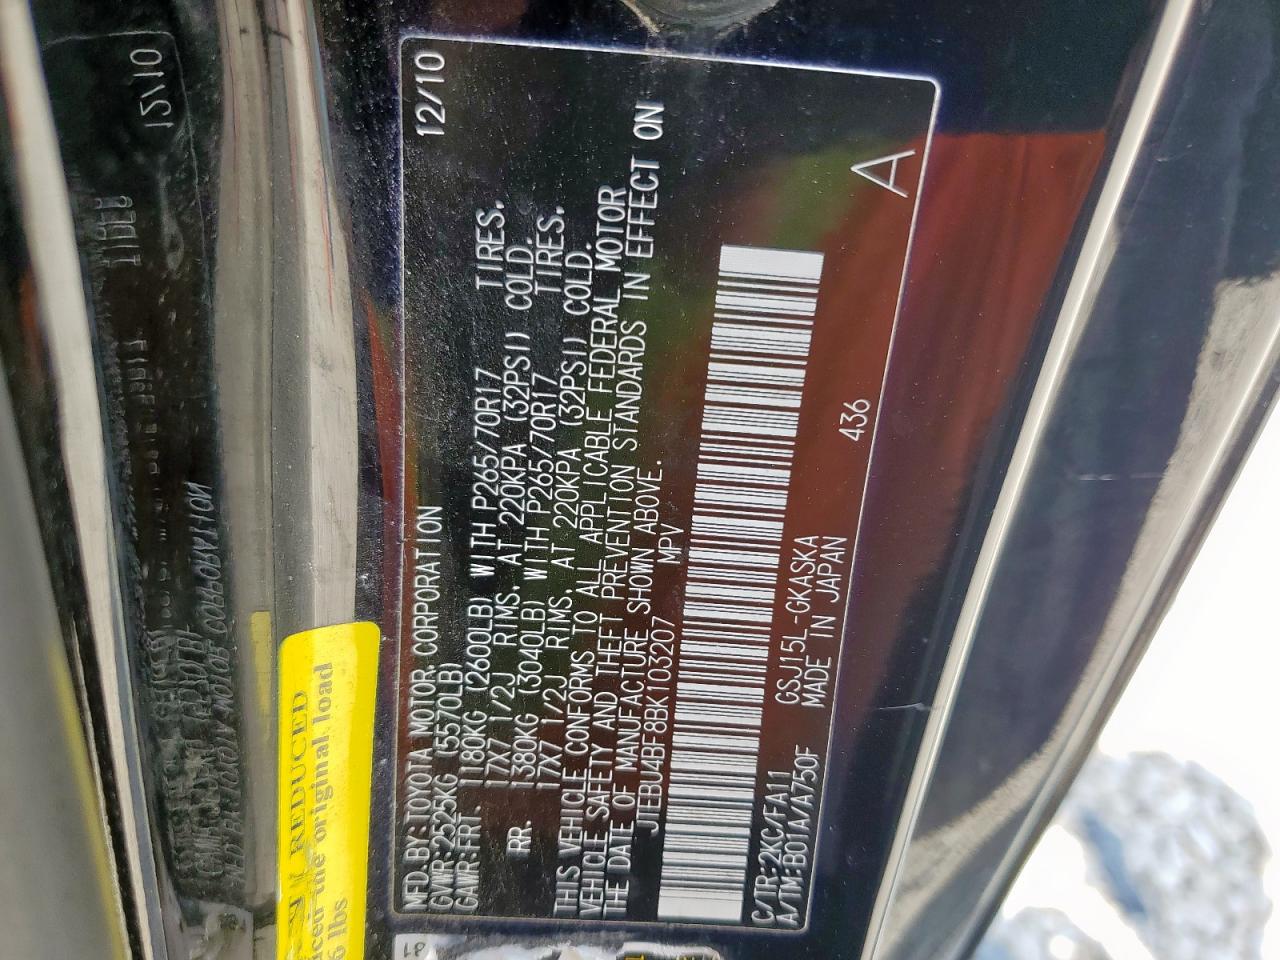 MFD.BY:TOYOTA MOTOR CORPORATION 12/10
GVWR:2525KG (5570LB)
GAWR:FRT. 1180KG (2600LB) WITH P265/70R17 TIRES.
17X7 1/2J RIMS, AT 220KPA (32PSI) COLD.
RR. 1380KG (3040LB) WITH P265/70R17 TIRES.
17X7 1/2J RIMS, AT 220KPA (32PSI) COLD.
THIS VEHICLE CONFORMS TO ALL APPLICABLE FEDERAL MOTOR
VEHICLE SAFETY AND THEFT PREVENTION STANDARDS IN EFFECT ON
THE DATE OF MANUFACTURE SHOWN ABOVE.
JTEBU4BF8BK103207 MPV
C/TR:2KC/FA11 GSJ15L-GKASKA 436 A
A/TM:B01A/A750F MADE IN JAPAN
REDUCED
the original load
lbs